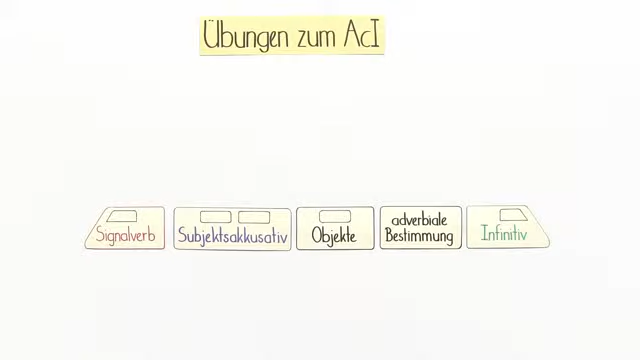 Übungen zum AcI
Signalverb
Subjektsakkusativ
Objekte
adverbiale
Bestimmung
Infinitiv